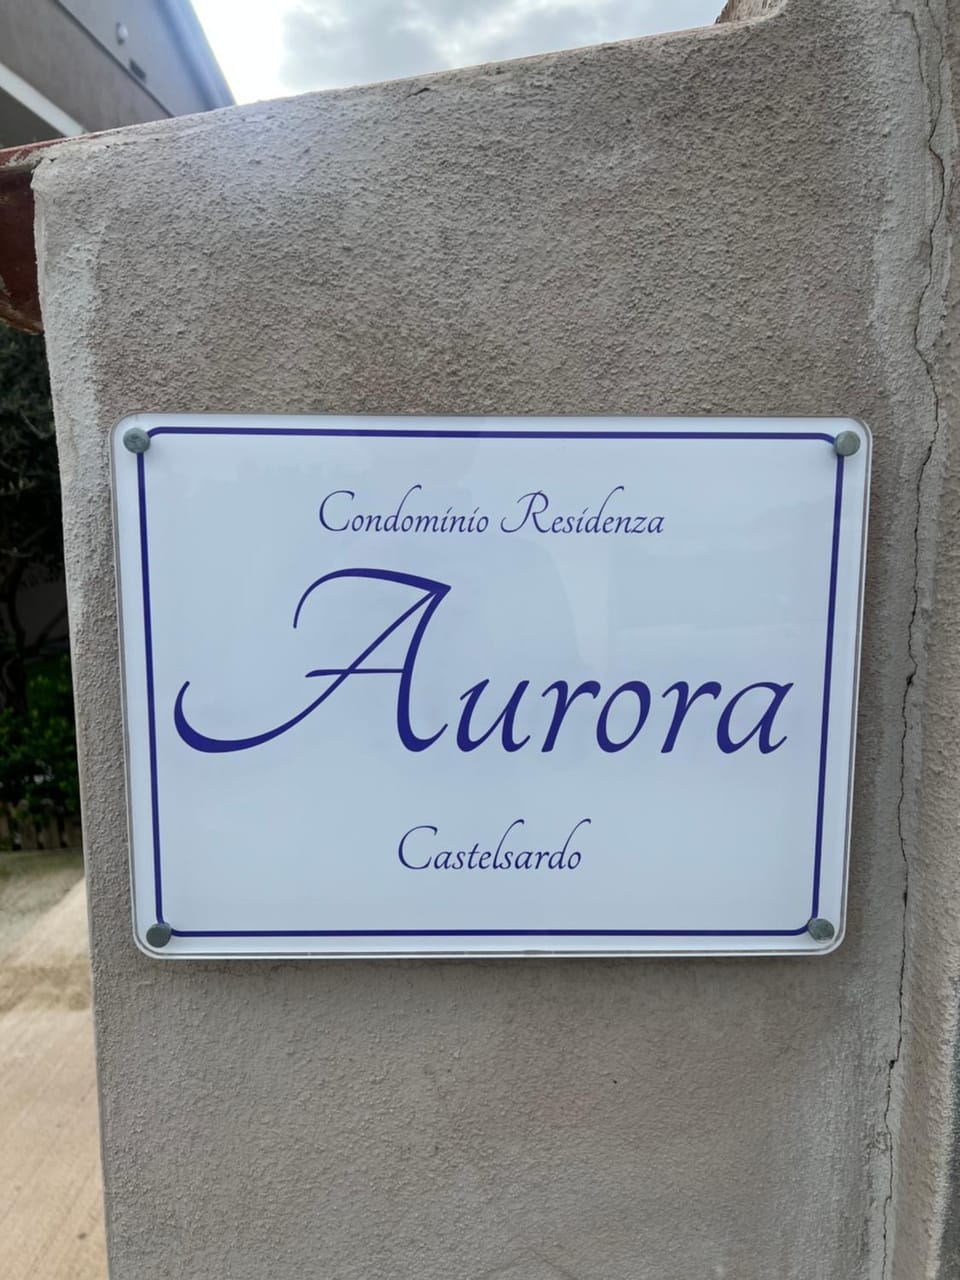 Condominio Residenza
Aurora
Castelsardo